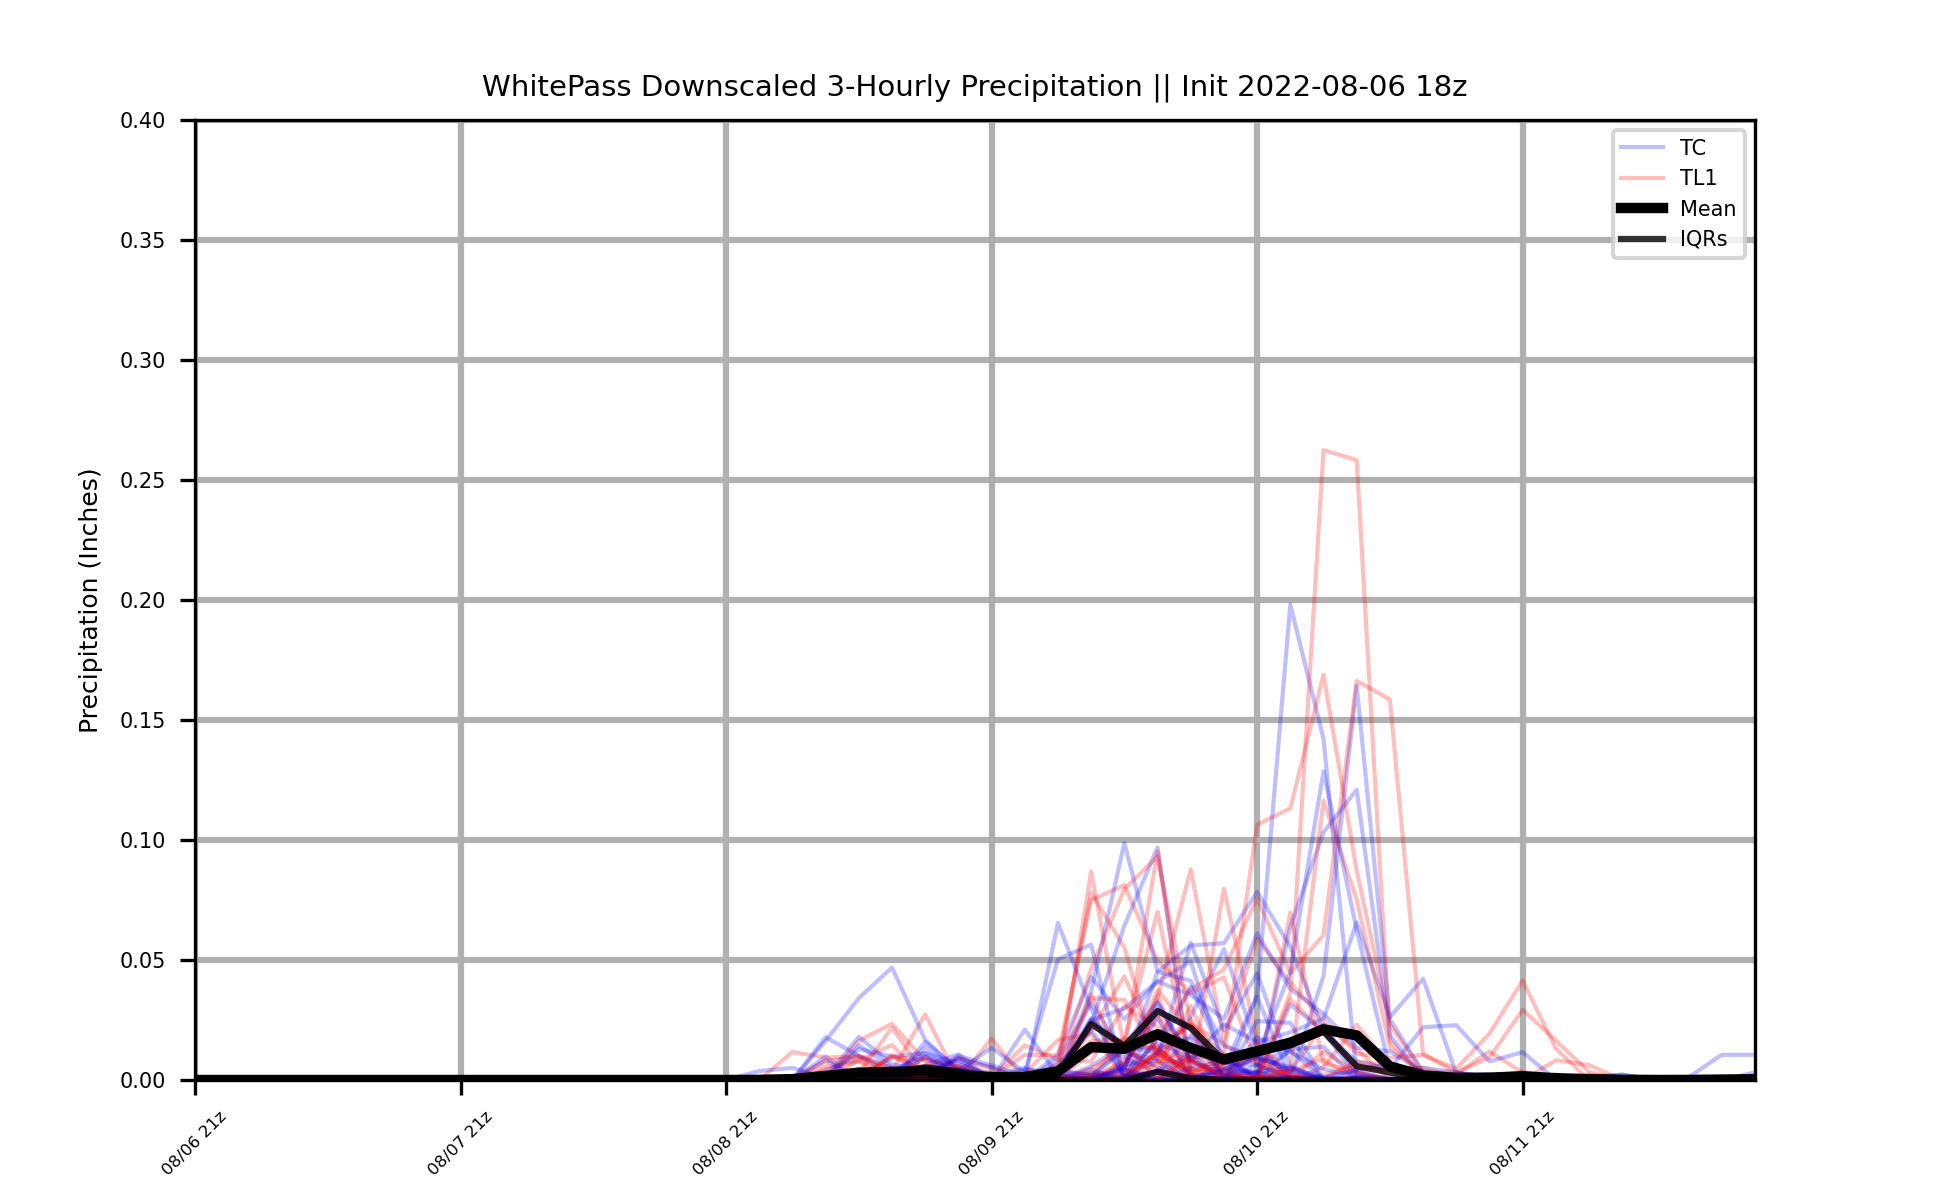 WhitePass Downscaled 3-Hourly Precipitation || Init 2022-08-06 18z
0.40
0.35
0.30
0.25
0.20
0.15
0.10
0.05
0.00
Precipitation (Inches)
TC
TL1
Mean
IQRs
08/06 21z
08/07 21z
08/08 21z
08/09 21z
08/10 21z
08/11 21z